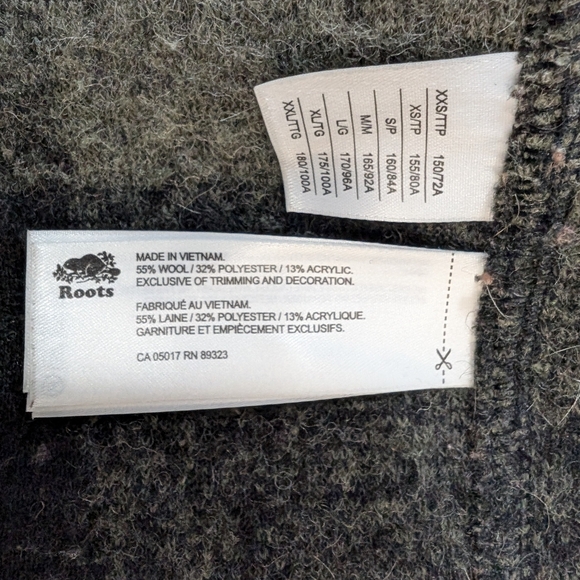 XXS/TTP 150/72A
XS/TP 155/80A
S/P 160/84A
M/M 165/92A
L/G 170/96A
XL/TG 175/100A
XXL/TTG 180/100A
Roots
MADE IN VIETNAM.
55% WOOL / 32% POLYESTER / 13% ACRYLIC.
EXCLUSIVE OF TRIMMING AND DECORATION.
FABRIQUÉ AU VIETNAM.
55% LAINE / 32% POLYESTER / 13% ACRYLIQUE.
GARNITURE ET EMPIÈCEMENT EXCLUSIFS.
CA 05017 RN 89323